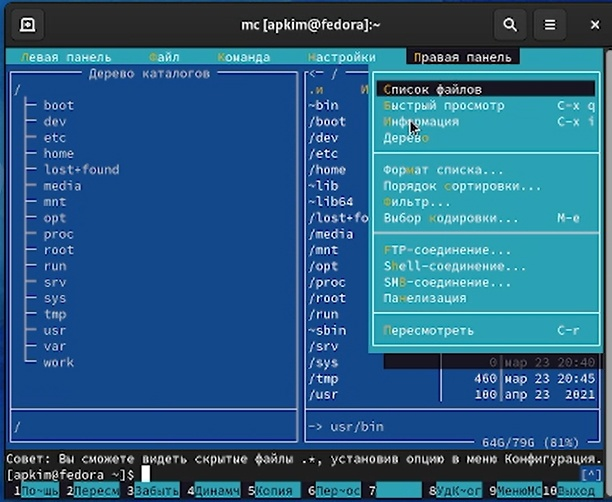 mc [apkim@fedora]:~
Левая панель Файл Команда Настройки Правая панель
Дерево каталогов
/
boot
dev
etc
home
lost+found
media
mnt
opt
proc
root
run
srv
sys
tmp
usr
var
work
/
<─ /
.и И
~bin
/boot
/dev
/etc
/home
~lib
~lib64
/lost+fo
/media
/mnt
/opt
/proc
/root
/run
~sbin
/srv
/sys 0 мар 23 20:40
/tmp 460 мар 23 20:45
/usr 100 апр 23 2021
-> usr/bin
64G/79G (81%)
Список файлов
Быстрый просмотр C-x q
Информация C-x i
Дерево
Формат списка...
Порядок сортировки...
Фильтр...
Выбор кодировки... M-e
FTP-соединение...
Shell-соединение...
SMB-соединение...
Панелизация
Пересмотреть C-r
Совет: Вы сможете видеть скрытые файлы .*, установив опцию в меню Конфигурация.
[apkim@fedora ~]$ [^]
1По~щь 2Пересм 3Забыть 4Динамч 5Копия 6Пер~ос 7 8Удк~ог 9МенюМС 10Выход